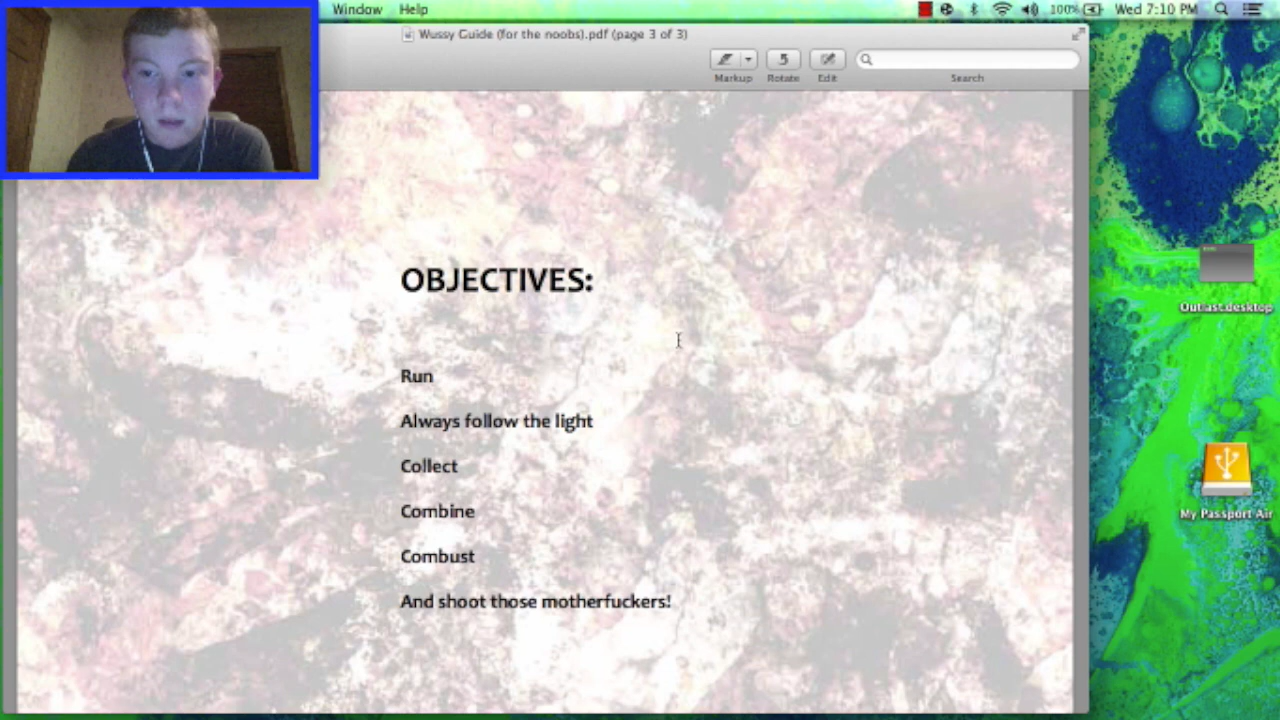 Window Help
100% Wed 7:10 PM
Wussy Guide (for the noobs).pdf (page 3 of 3)
Markup Rotate Edit Search
OBJECTIVES:
Run
Always follow the light
Collect
Combine
Combust
And shoot those motherfuckers!
Outlast.desktop
My Passport Air